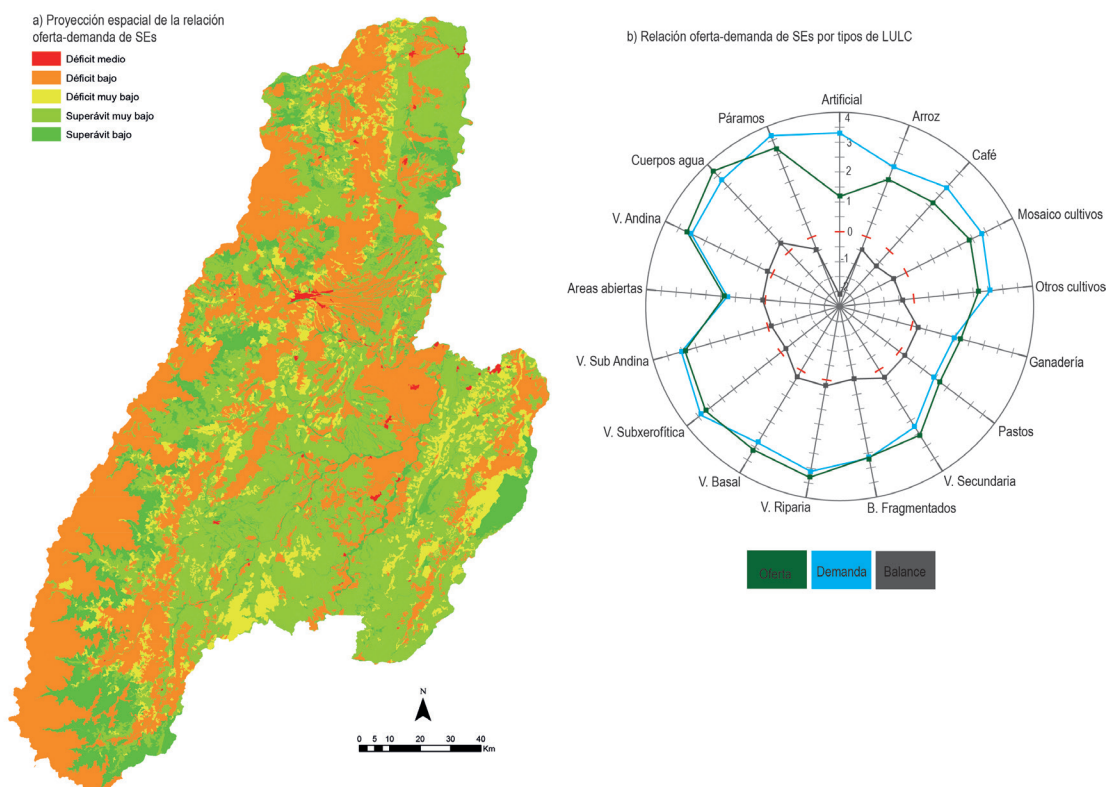 a) Proyección espacial de la relación
oferta-demanda de SEs
Déficit medio
Déficit bajo
Déficit muy bajo
Superávit muy bajo
Superávit bajo
N
0 5 10 20 30 40
Km
b) Relación oferta-demanda de SEs por tipos de LULC
Artificial
Arroz
Café
Mosaico cultivos
Otros cultivos
Ganadería
Pastos
V. Secundaria
B. Fragmentados
V. Riparia
V. Basal
V. Subxerofítica
V. Sub Andina
Areas abiertas
V. Andina
Cuerpos agua
Páramos
4
3
2
1
0
-1
Oferta
Demanda
Balance